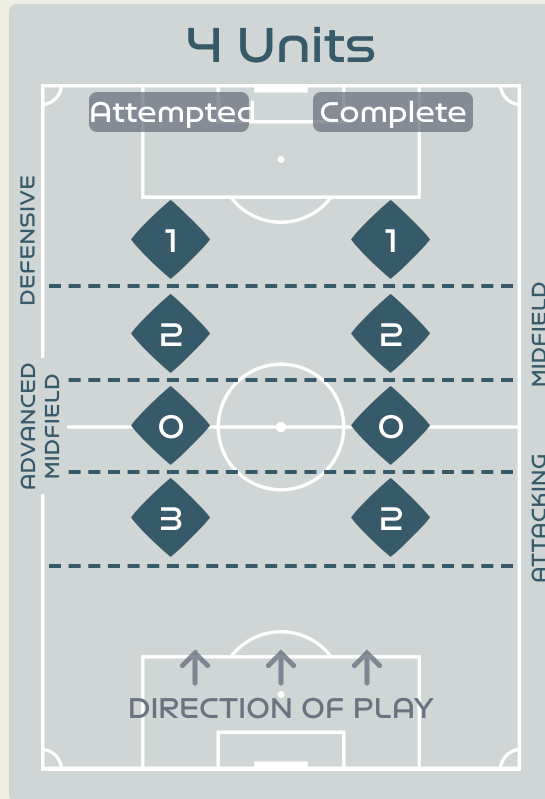 4 Units
Attempted
Complete
DEFENSIVE
1
1
MIDFIELD
2
2
ADVANCED
MIDFIELD
0
0
ATTACKING
3
2
DIRECTION OF PLAY